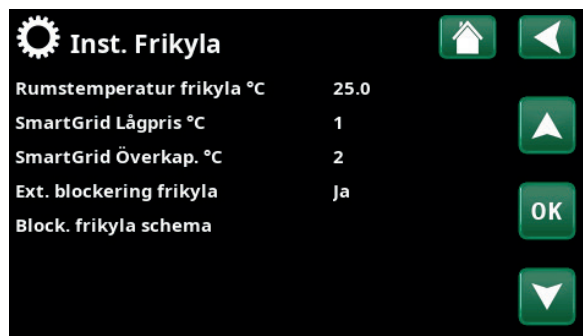 Inst. Frikyla
Rumstemperatur frikyla °C 25.0
SmartGrid Lågpris °C 1
SmartGrid Överkap. °C 2
Ext. blockering frikyla Ja
Block. frikyla schema
OK